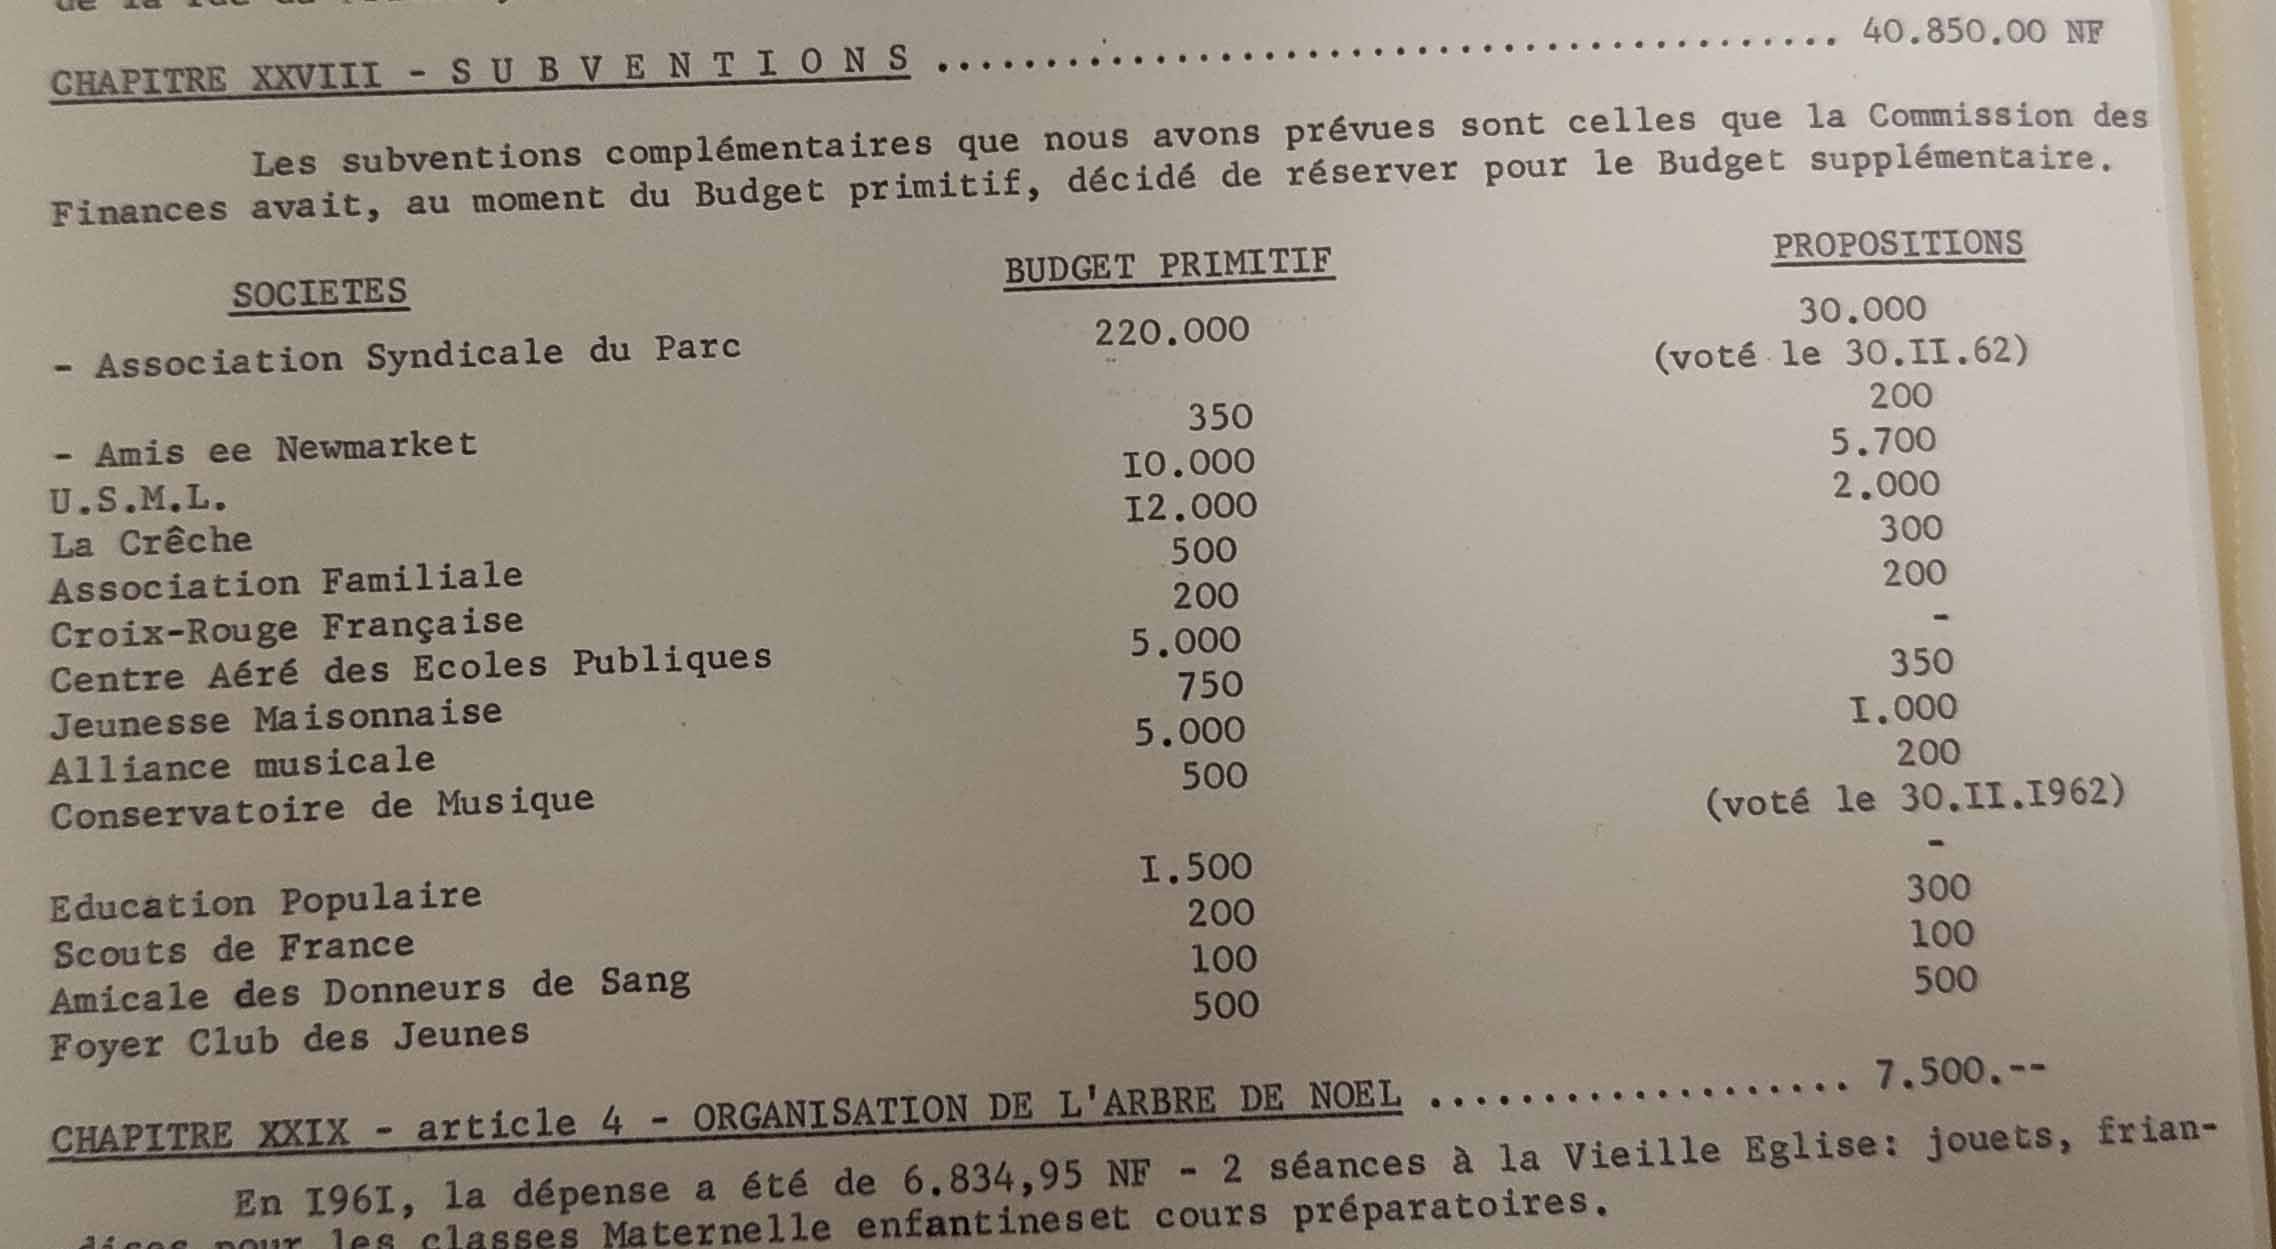 de la rue du
CHAPITRE XXVIII - S U B V E N T I O N S ....................................... 40.850.00 NF
Les subventions complémentaires que nous avons prévues sont celles que la Commission des
Finances avait, au moment du Budget primitif, décidé de réserver pour le Budget supplémentaire.
SOCIETES BUDGET PRIMITIF PROPOSITIONS
- Association Syndicale du Parc 220.000 30.000
(voté le 30.II.62)
- Amis ee Newmarket 350 200
U.S.M.L. I0.000 5.700
La Crêche I2.000 2.000
Association Familiale 500 300
Croix-Rouge Française 200 200
Centre Aéré des Ecoles Publiques 5.000 -
Jeunesse Maisonnaise 750 350
Alliance musicale 5.000 I.000
Conservatoire de Musique 500 200
(voté le 30.II.I962)
Education Populaire I.500 -
Scouts de France 200 300
Amicale des Donneurs de Sang 100 100
Foyer Club des Jeunes 500 500
CHAPITRE XXIX - article 4 - ORGANISATION DE L'ARBRE DE NOEL .................. 7.500.--
En I96I, la dépense a été de 6.834,95 NF - 2 séances à la Vieille Eglise: jouets, frian-
dises pour les classes Maternelle enfantineset cours préparatoires.